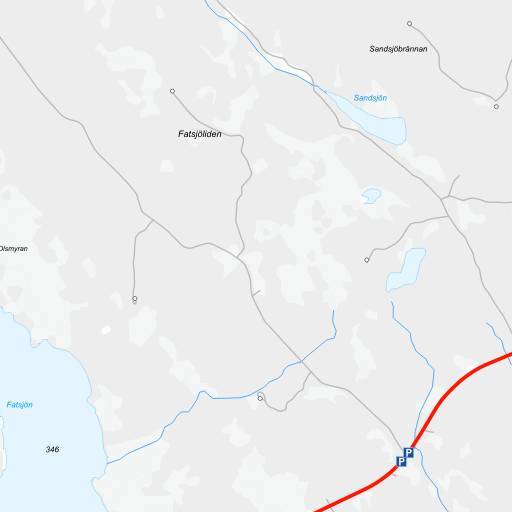 Sandsjöbrännan
Sandsjön
Fatsjöliden
Olsmyran
Fatsjön
346
P
P